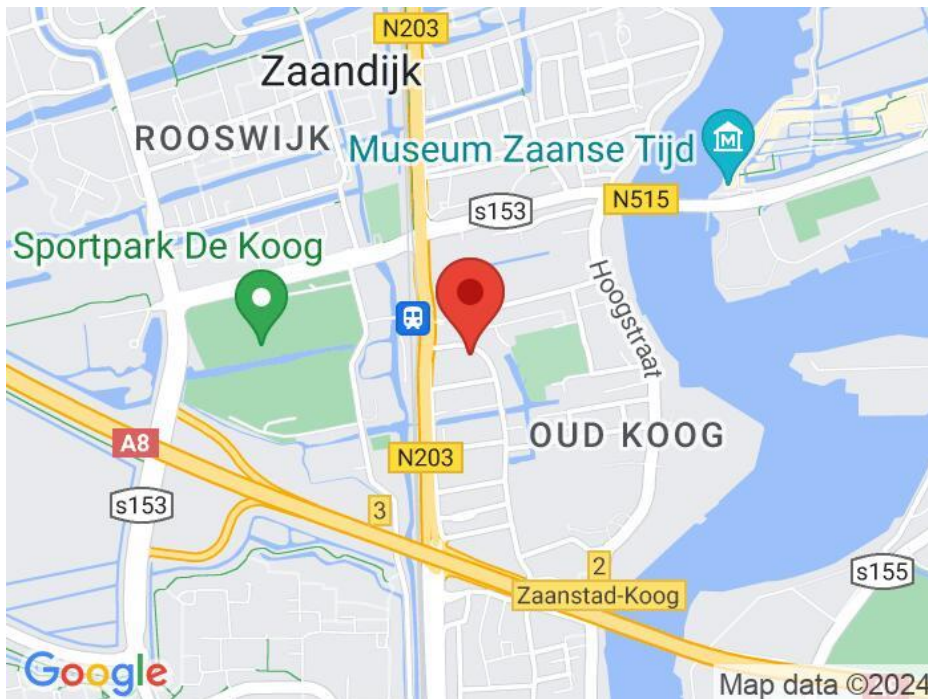 N203
Zaandijk
ROOSWIJK
Museum Zaanse Tijd
N515
s153
Sportpark De Koog
Hoogstraat
OUD KOOG
A8
N203
s153
3
2
s155
Zaanstad-Koog
Google
Map data ©2024